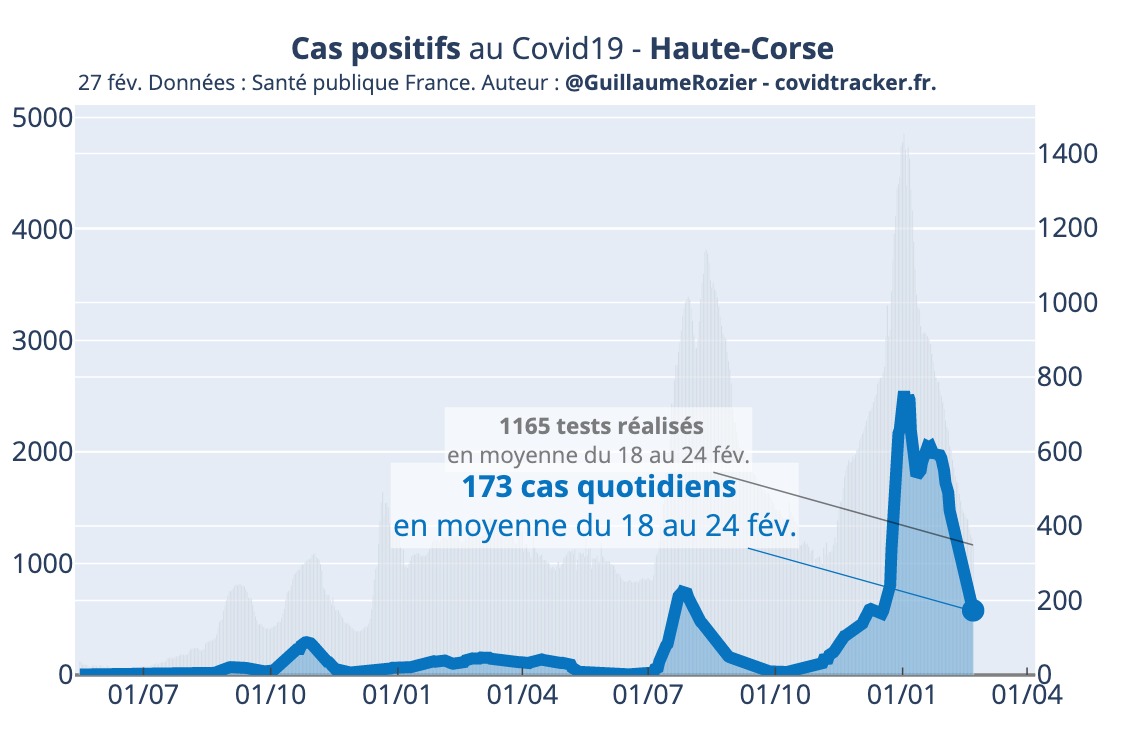 Cas positifs au Covid19 - Haute-Corse
27 fév. Données : Santé publique France. Auteur : @GuillaumeRozier - covidtracker.fr.
5000
4000
3000
2000
1000
0
1400
1200
1000
800
600
400
200
0
1165 tests réalisés
en moyenne du 18 au 24 fév.
173 cas quotidiens
en moyenne du 18 au 24 fév.
01/07 01/10 01/01 01/04 01/07 01/10 01/01 01/04